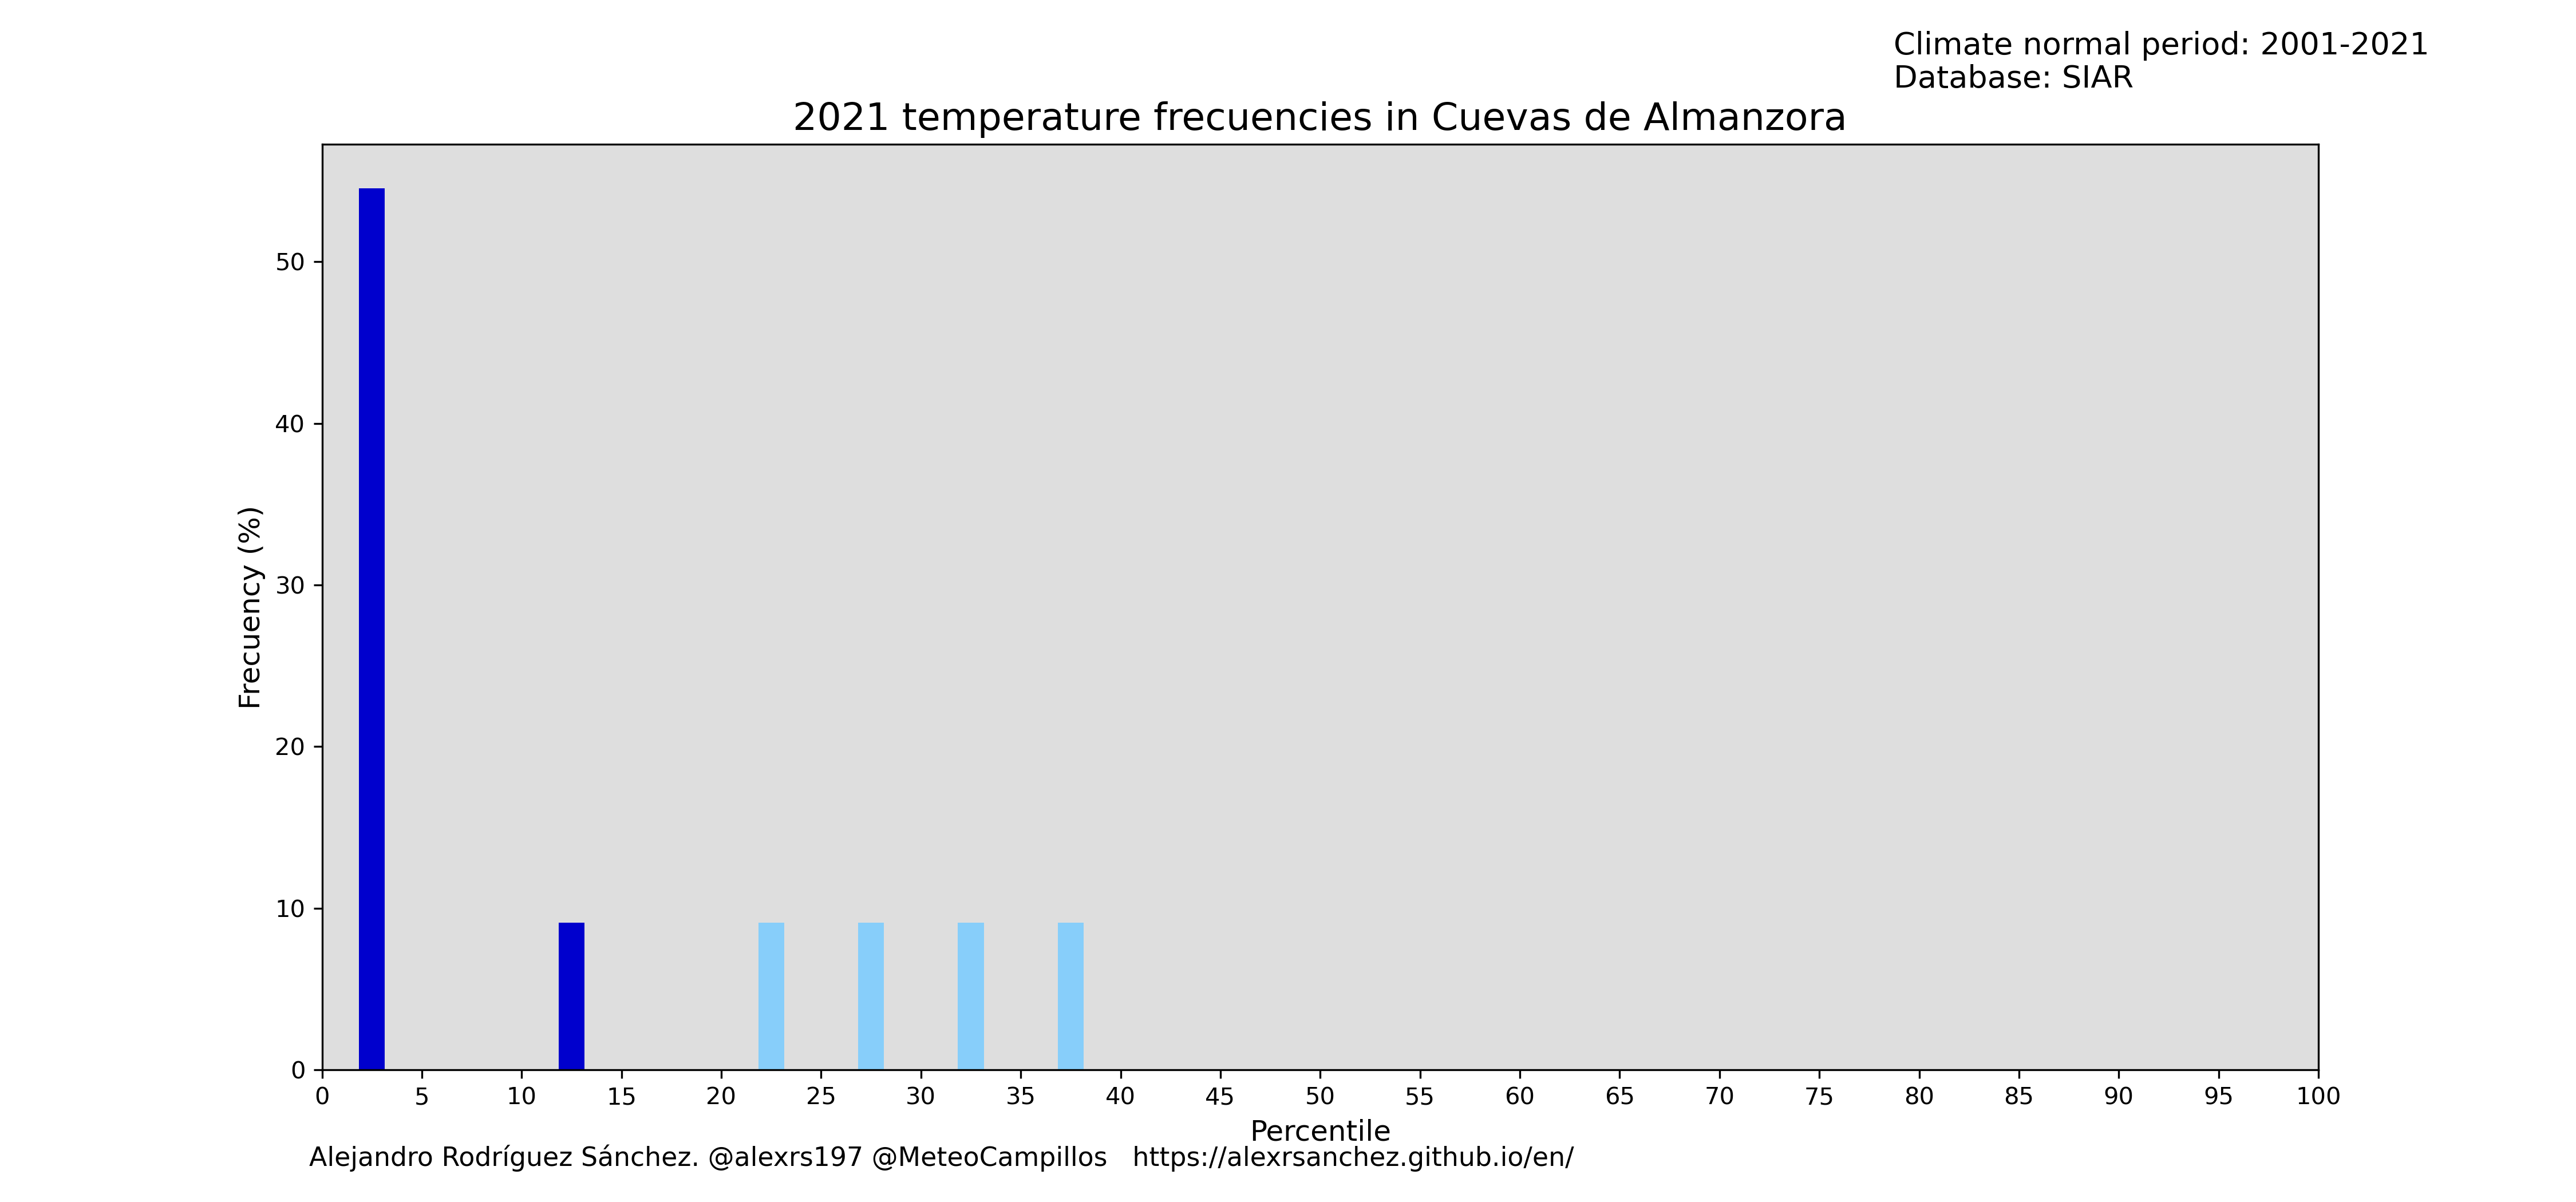 Climate normal period: 2001-2021
Database: SIAR
2021 temperature frecuencies in Cuevas de Almanzora
Frecuency (%)
50
40
30
20
10
0
0 5 10 15 20 25 30 35 40 45 50 55 60 65 70 75 80 85 90 95 100
Percentile
Alejandro Rodríguez Sánchez. @alexrs197 @MeteoCampillos https://alexrsanchez.github.io/en/